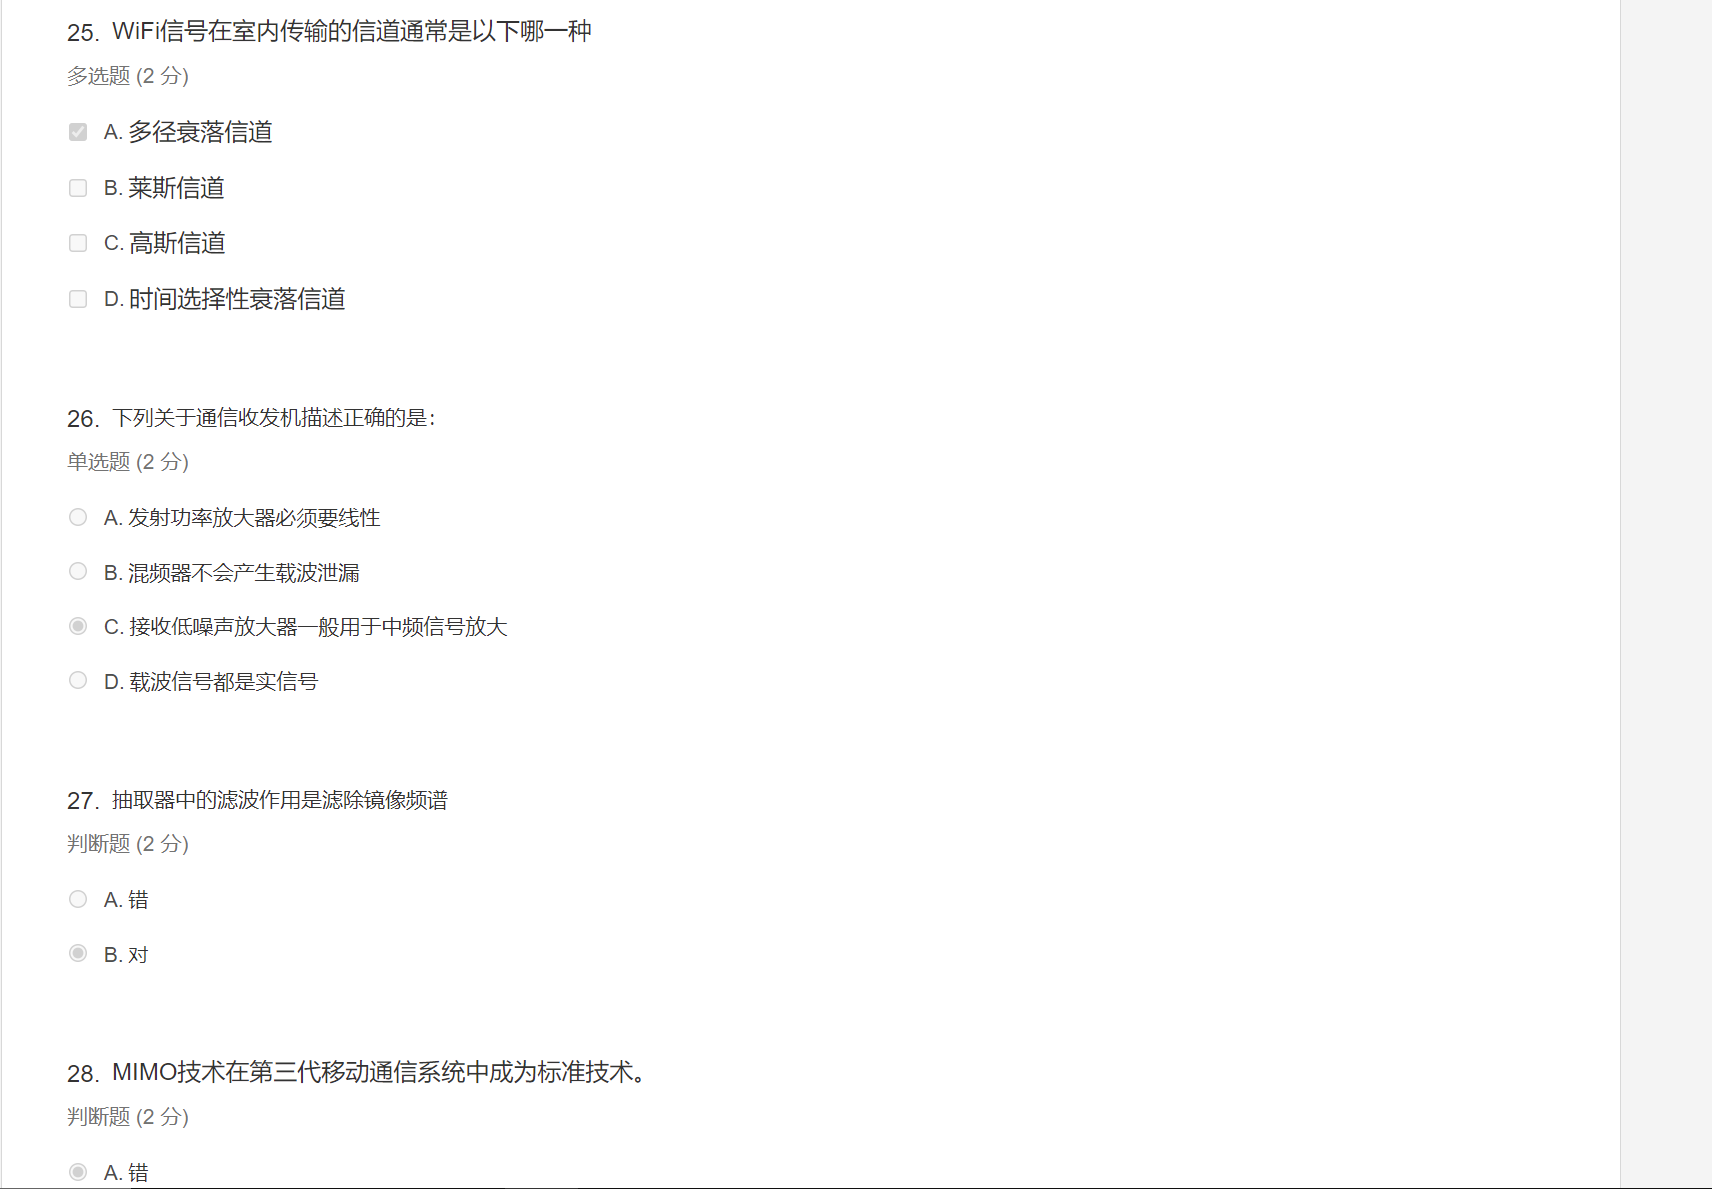 25. WiFi信号在室内传输的信道通常是以下哪一种
多选题 (2 分)
A. 多径衰落信道
B. 莱斯信道
C. 高斯信道
D. 时间选择性衰落信道
26. 下列关于通信收发机描述正确的是:
单选题 (2 分)
A. 发射功率放大器必须要线性
B. 混频器不会产生载波泄漏
C. 接收低噪声放大器一般用于中频信号放大
D. 载波信号都是实信号
27. 抽取器中的滤波作用是滤除镜像频谱
判断题 (2 分)
A. 错
B. 对
28. MIMO技术在第三代移动通信系统中成为标准技术。
判断题 (2 分)
A. 错